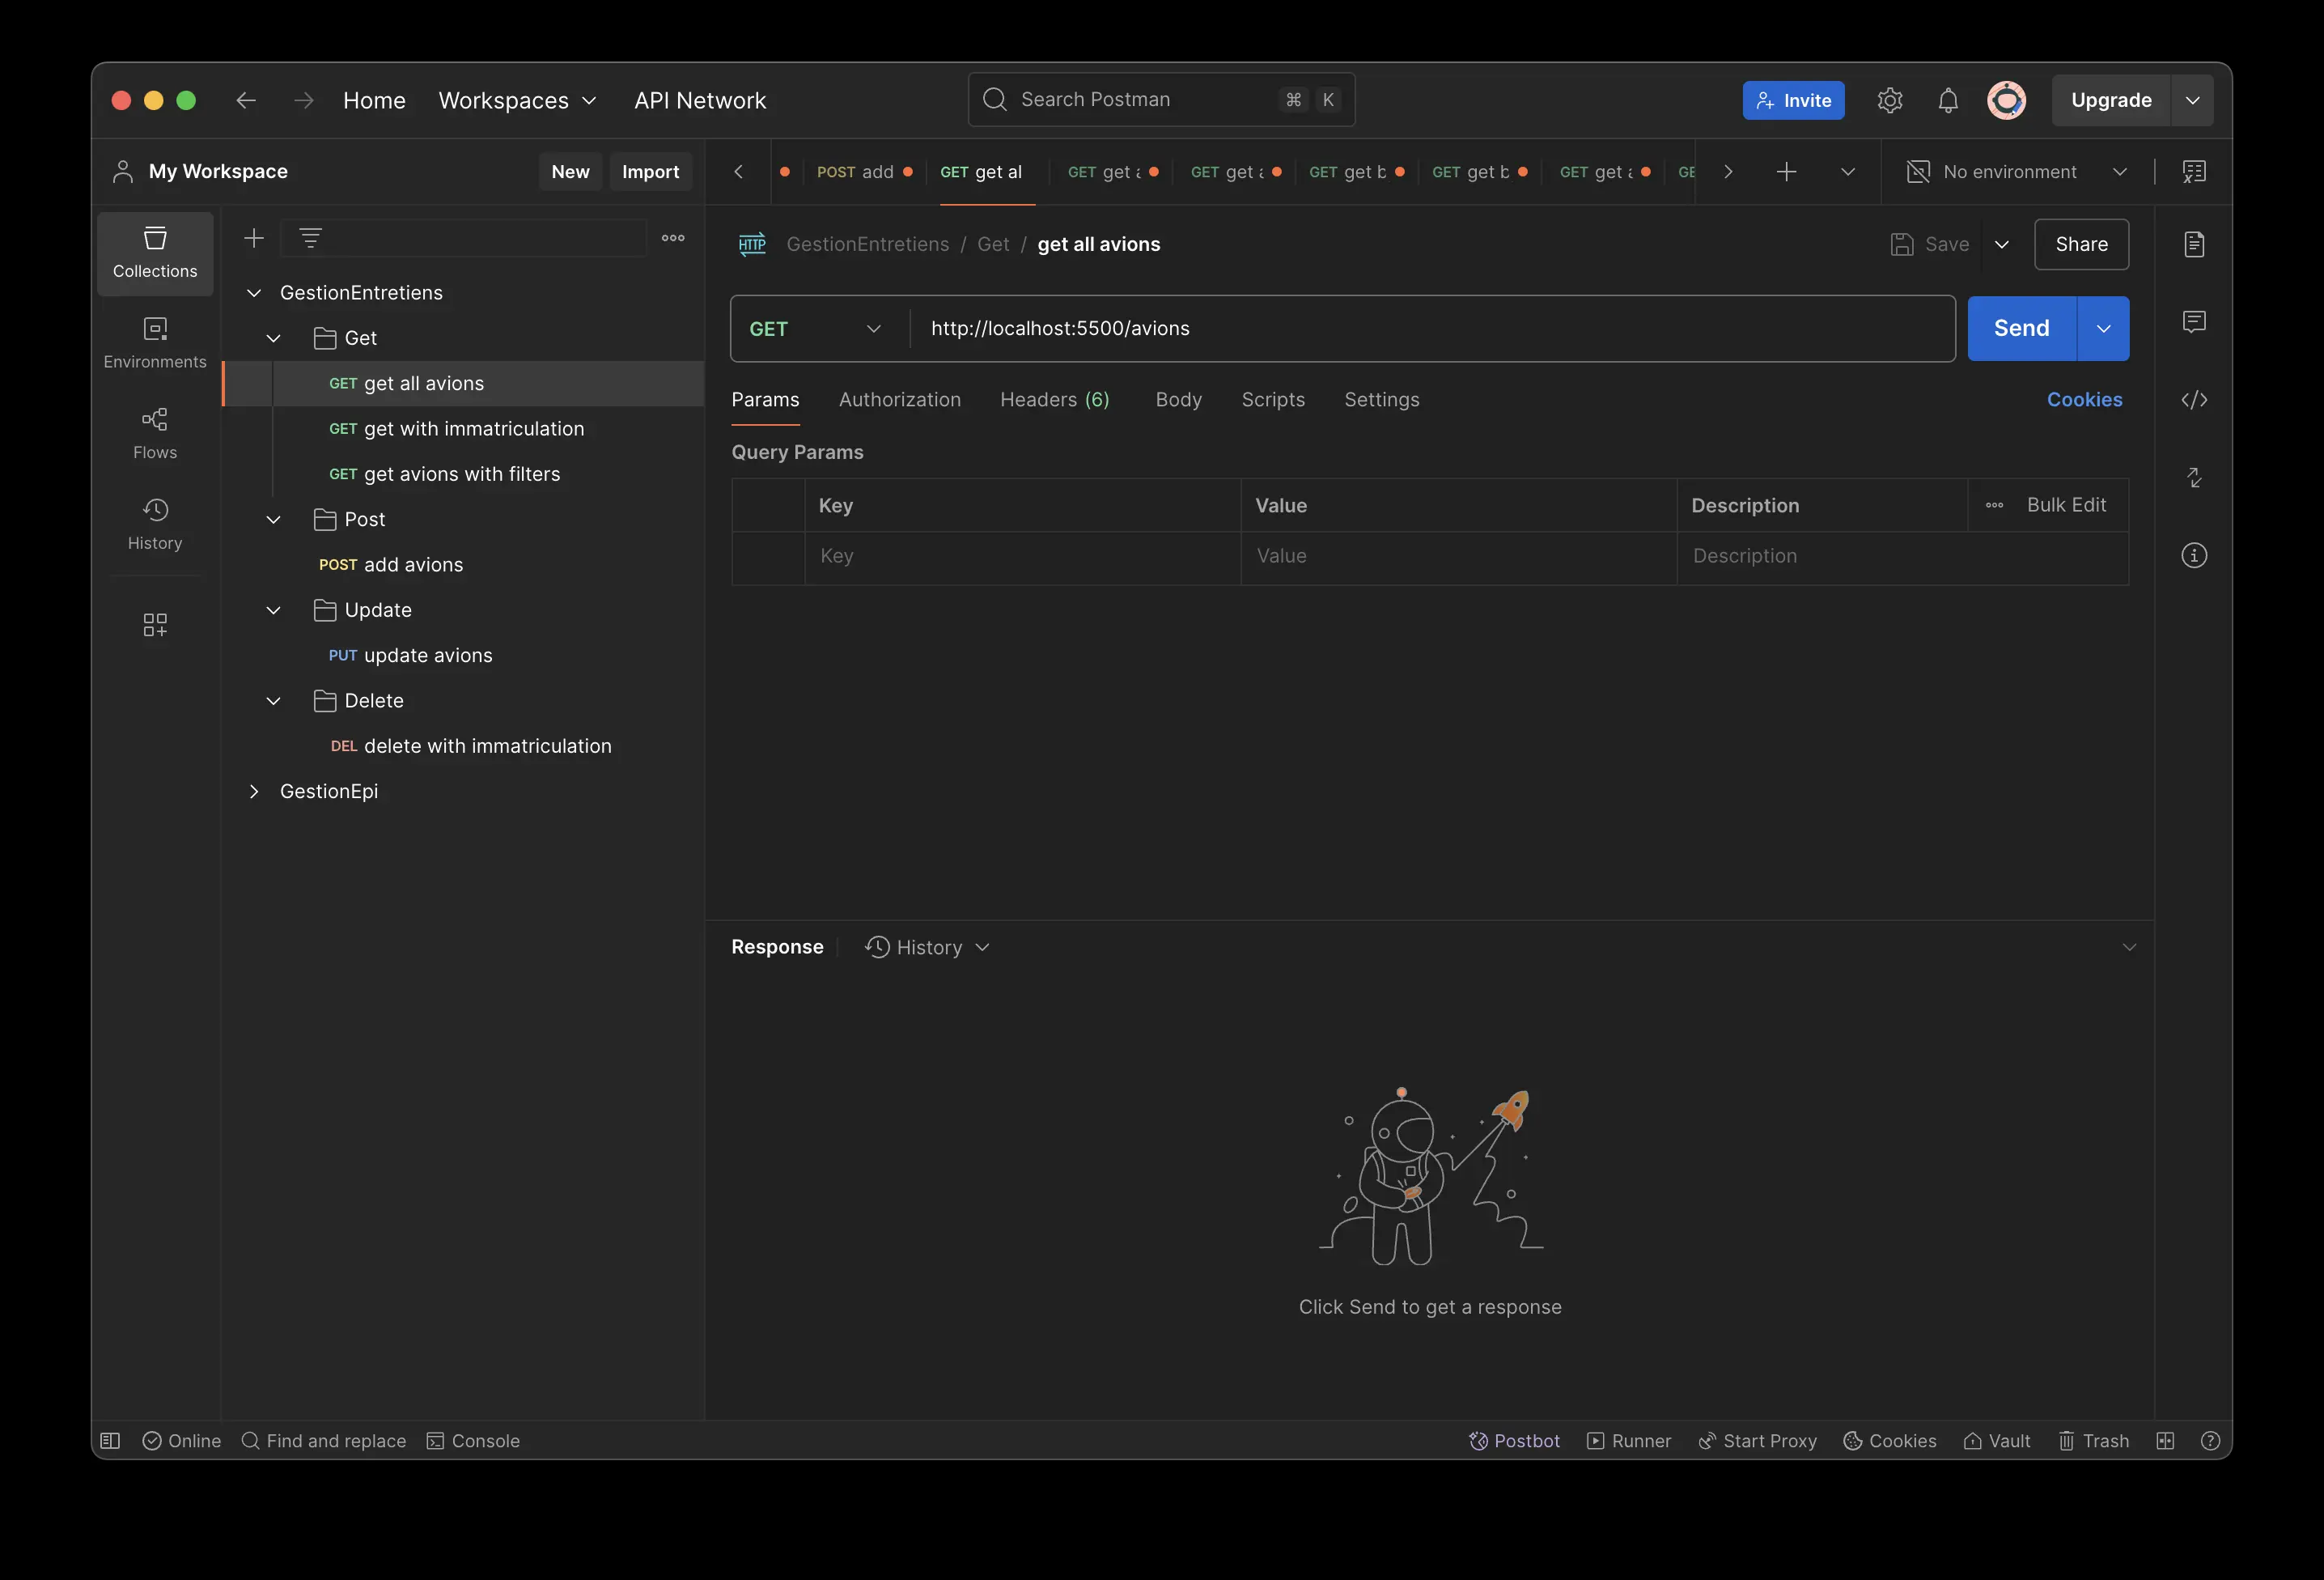 Home Workspaces API Network Search Postman ⌘ K Invite Upgrade
My Workspace New Import POST add GET get al GET get GET get GET get b GET get b GET get GE No environment
Collections
Environments
Flows
History
GestionEntretiens
Get
GET get all avions
GET get with immatriculation
GET get avions with filters
Post
POST add avions
Update
PUT update avions
Delete
DEL delete with immatriculation
GestionEpi
HTTP GestionEntretiens / Get / get all avions Save Share
GET http://localhost:5500/avions Send
Params Authorization Headers (6) Body Scripts Settings Cookies
Query Params
Key Value Description Bulk Edit
Key Value Description
Response History
Click Send to get a response
Online Find and replace Console Postbot Runner Start Proxy Cookies Vault Trash